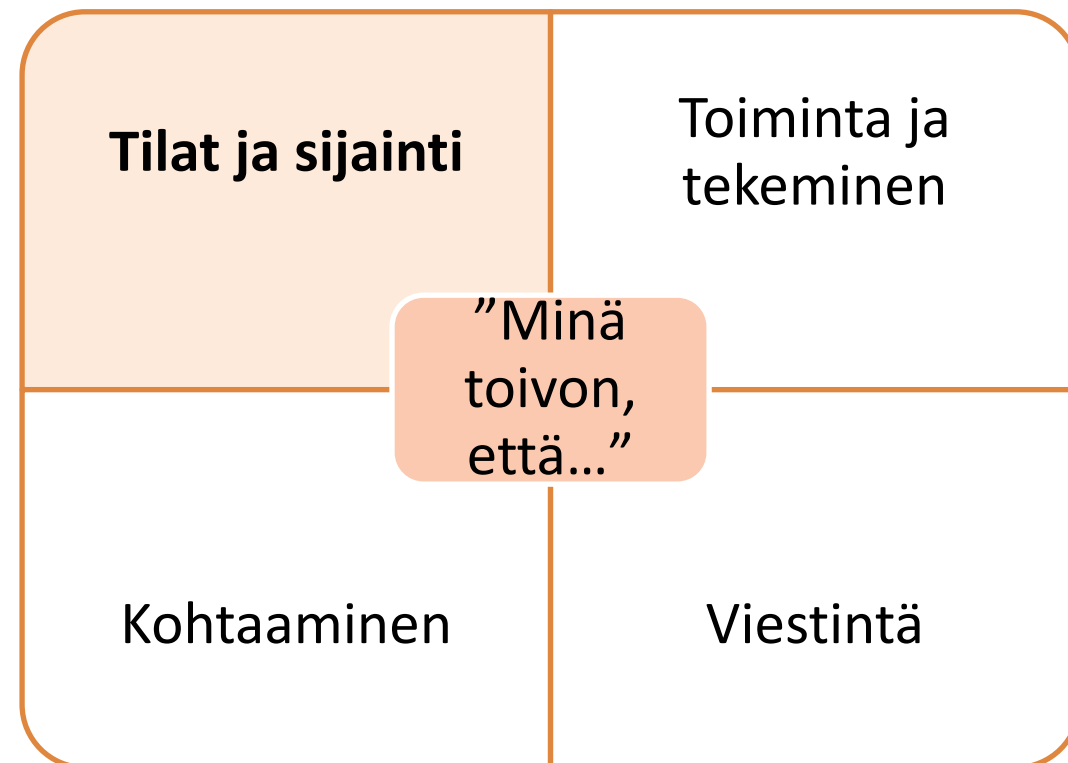 Tilat ja sijainti
Toiminta ja
tekeminen
”Minä
toivon,
että…”
Kohtaaminen
Viestintä